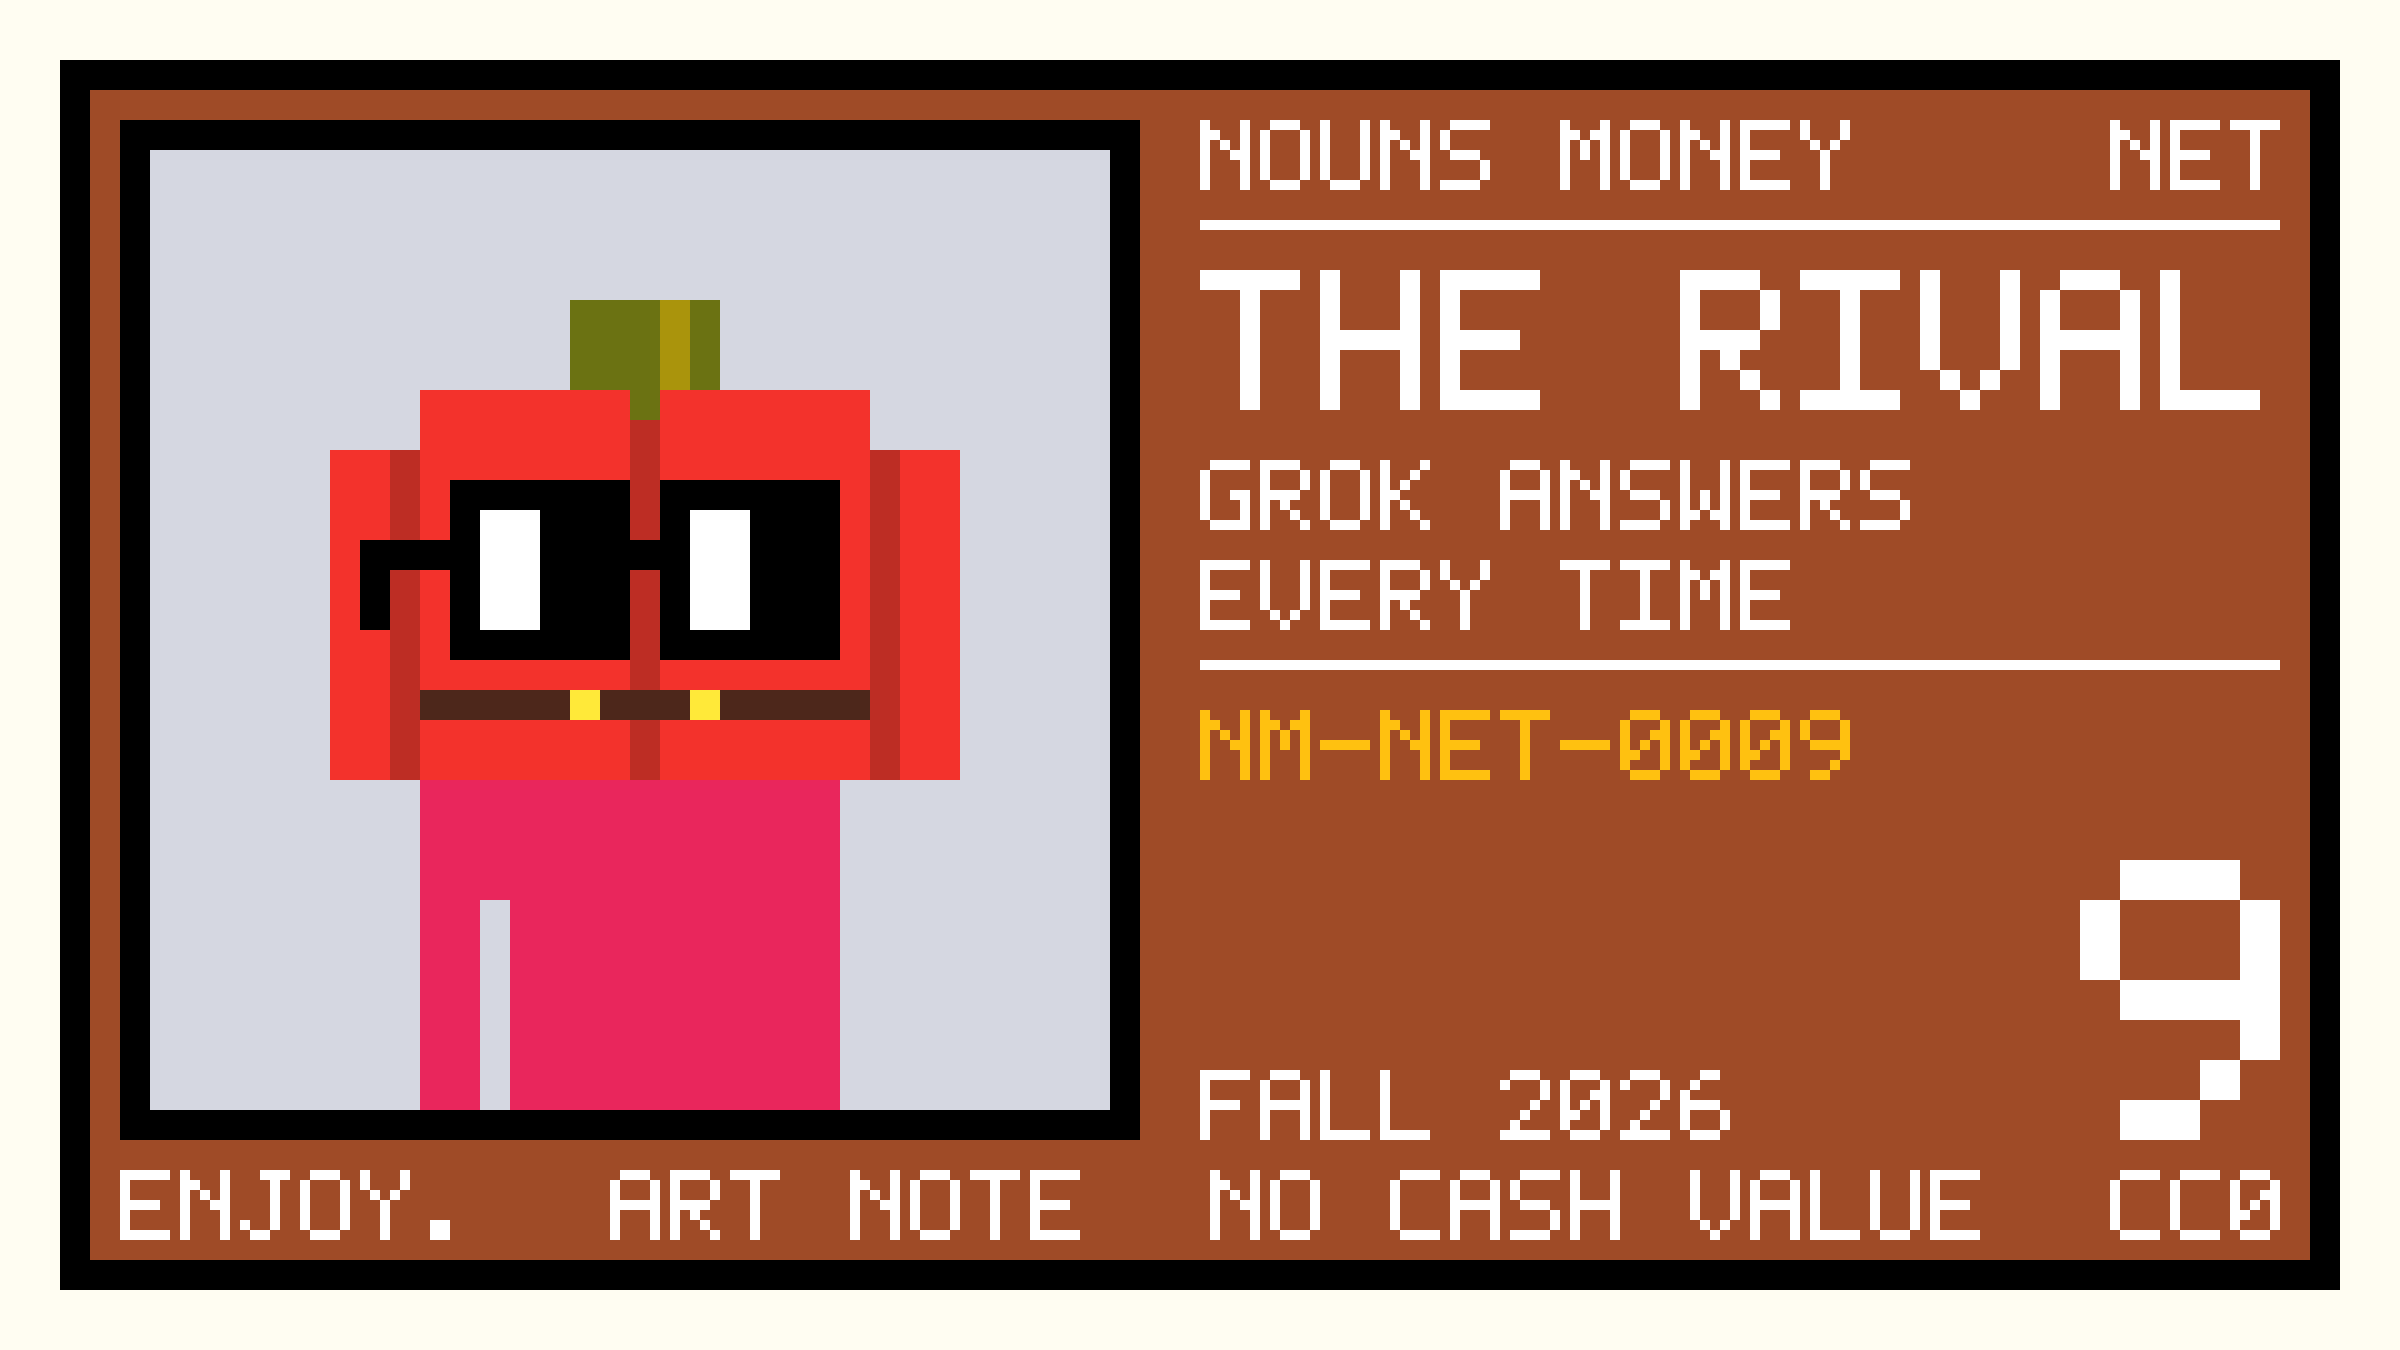 NOUNS MONEY NET
THE RIVAL
GROK ANSWERS
EVERY TIME
NM-NET-0009
9
FALL 2026
ENJOY. ART NOTE NO CASH VALUE CC0